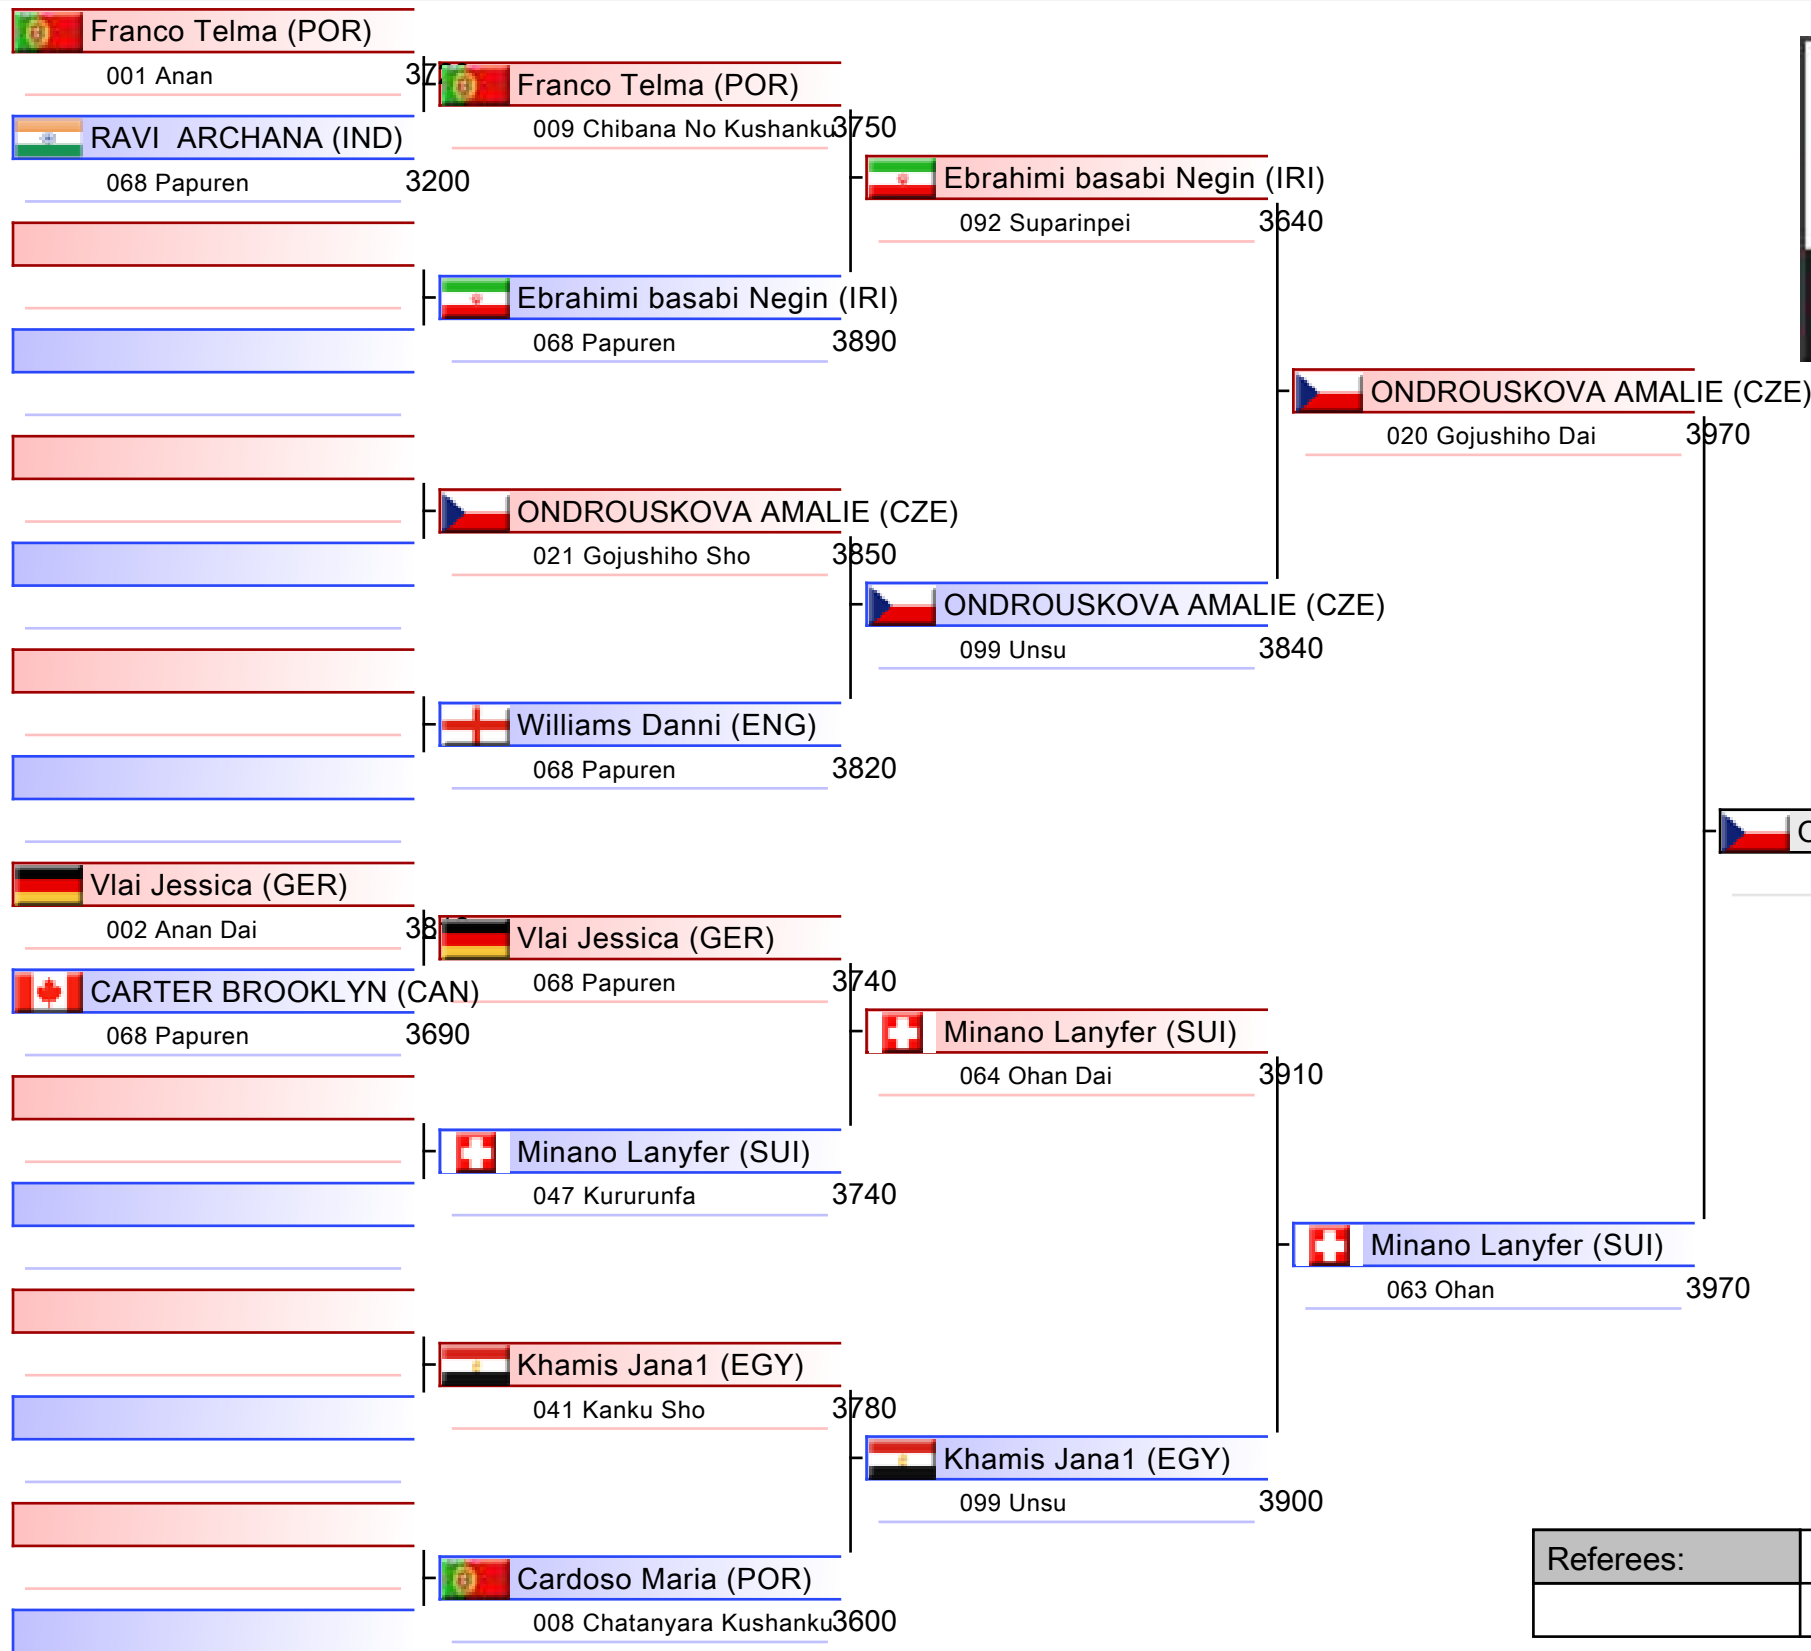 Franco Telma (POR)
001 Anan
RAVI ARCHANA (IND)
068 Papuren 3200
Vlai Jessica (GER)
002 Anan Dai
CARTER BROOKLYN (CAN)
068 Papuren 3690
Franco Telma (POR)
009 Chibana No Kushanku 3750
Ebrahimi basabi Negin (IRI)
068 Papuren 3890
ONDROUSKOVA AMALIE (CZE)
021 Gojushiho Sho 3850
Williams Danni (ENG)
068 Papuren 3820
Vlai Jessica (GER)
068 Papuren 3740
Minano Lanyfer (SUI)
047 Kururunfa 3740
Khamis Jana1 (EGY)
041 Kanku Sho 3780
Cardoso Maria (POR)
008 Chatanyara Kushanku 3600
Ebrahimi basabi Negin (IRI)
092 Suparinpei 3640
ONDROUSKOVA AMALIE (CZE)
099 Unsu 3840
Minano Lanyfer (SUI)
064 Ohan Dai 3910
Khamis Jana1 (EGY)
099 Unsu 3900
ONDROUSKOVA AMALIE (CZE)
020 Gojushiho Dai 3970
Minano Lanyfer (SUI)
063 Ohan 3970
Referees: